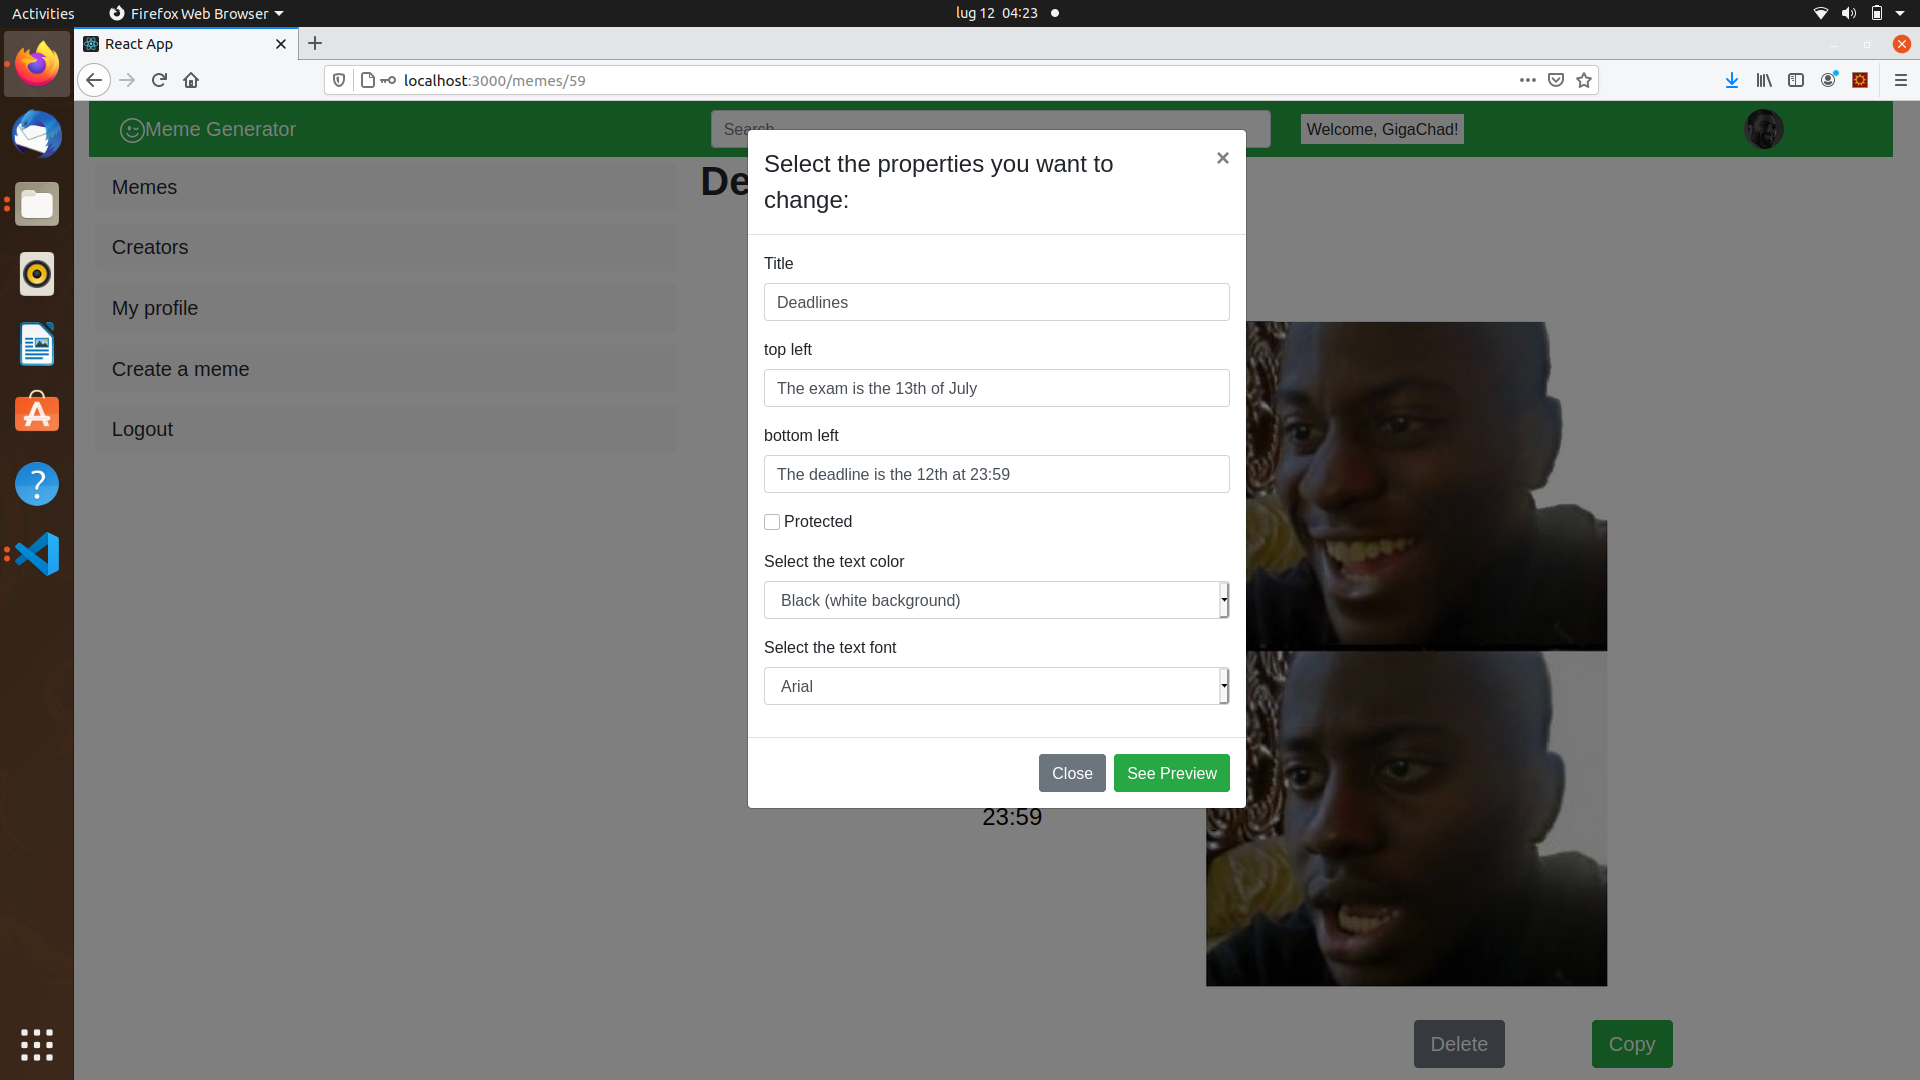 Activities
Firefox Web Browser
lug 12 04:23
React App
localhost:3000/memes/59
Meme Generator
Search
Welcome, GigaChad!
Memes
Creators
My profile
Create a meme
Logout
De
Select the properties you want to
change:
×
Title
Deadlines
top left
The exam is the 13th of July
bottom left
The deadline is the 12th at 23:59
Protected
Select the text color
Black (white background)
Select the text font
Arial
Close
See Preview
23:59
Delete
Copy